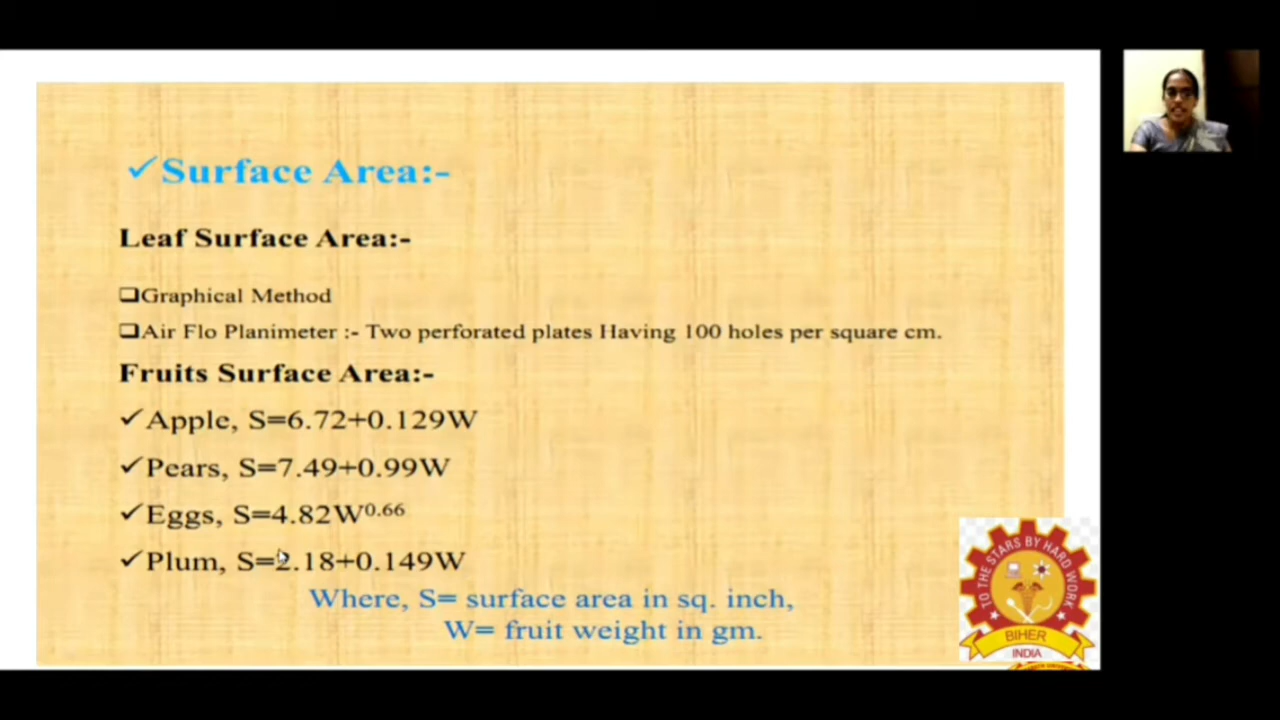 ✓Surface Area:-
Leaf Surface Area:-
❑Graphical Method
❑Air Flo Planimeter :- Two perforated plates Having 100 holes per square cm.
Fruits Surface Area:-
✓Apple, S=6.72+0.129W
✓Pears, S=7.49+0.99W
✓Eggs, S=4.82W^0.66
✓Plum, S=2.18+0.149W
Where, S= surface area in sq. inch,
W= fruit weight in gm.
TO THE STARS BY HARD WORK
BIHER
INDIA